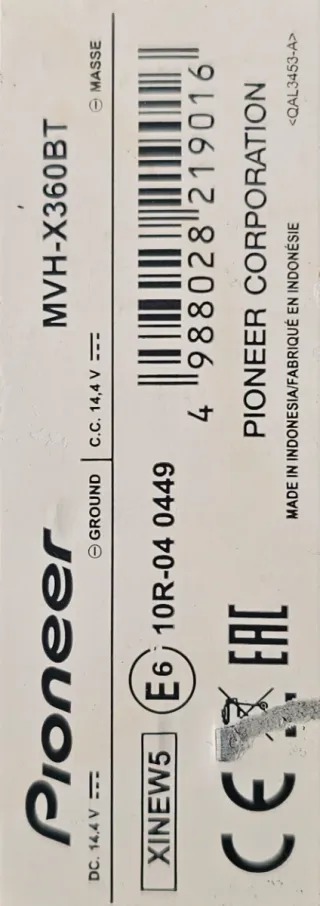 Pioneer MVH-X360BT
DC. 14.4 V ⎓ ⊖ GROUND C.C. 14,4 V ⎓ ⊖ MASSE
XINEW5 E6 10R-04 0449
4 988028 219016
CE EAC PIONEER CORPORATION
MADE IN INDONESIA/FABRIQUÉ EN INDONÉSIE <QAL3453-A>